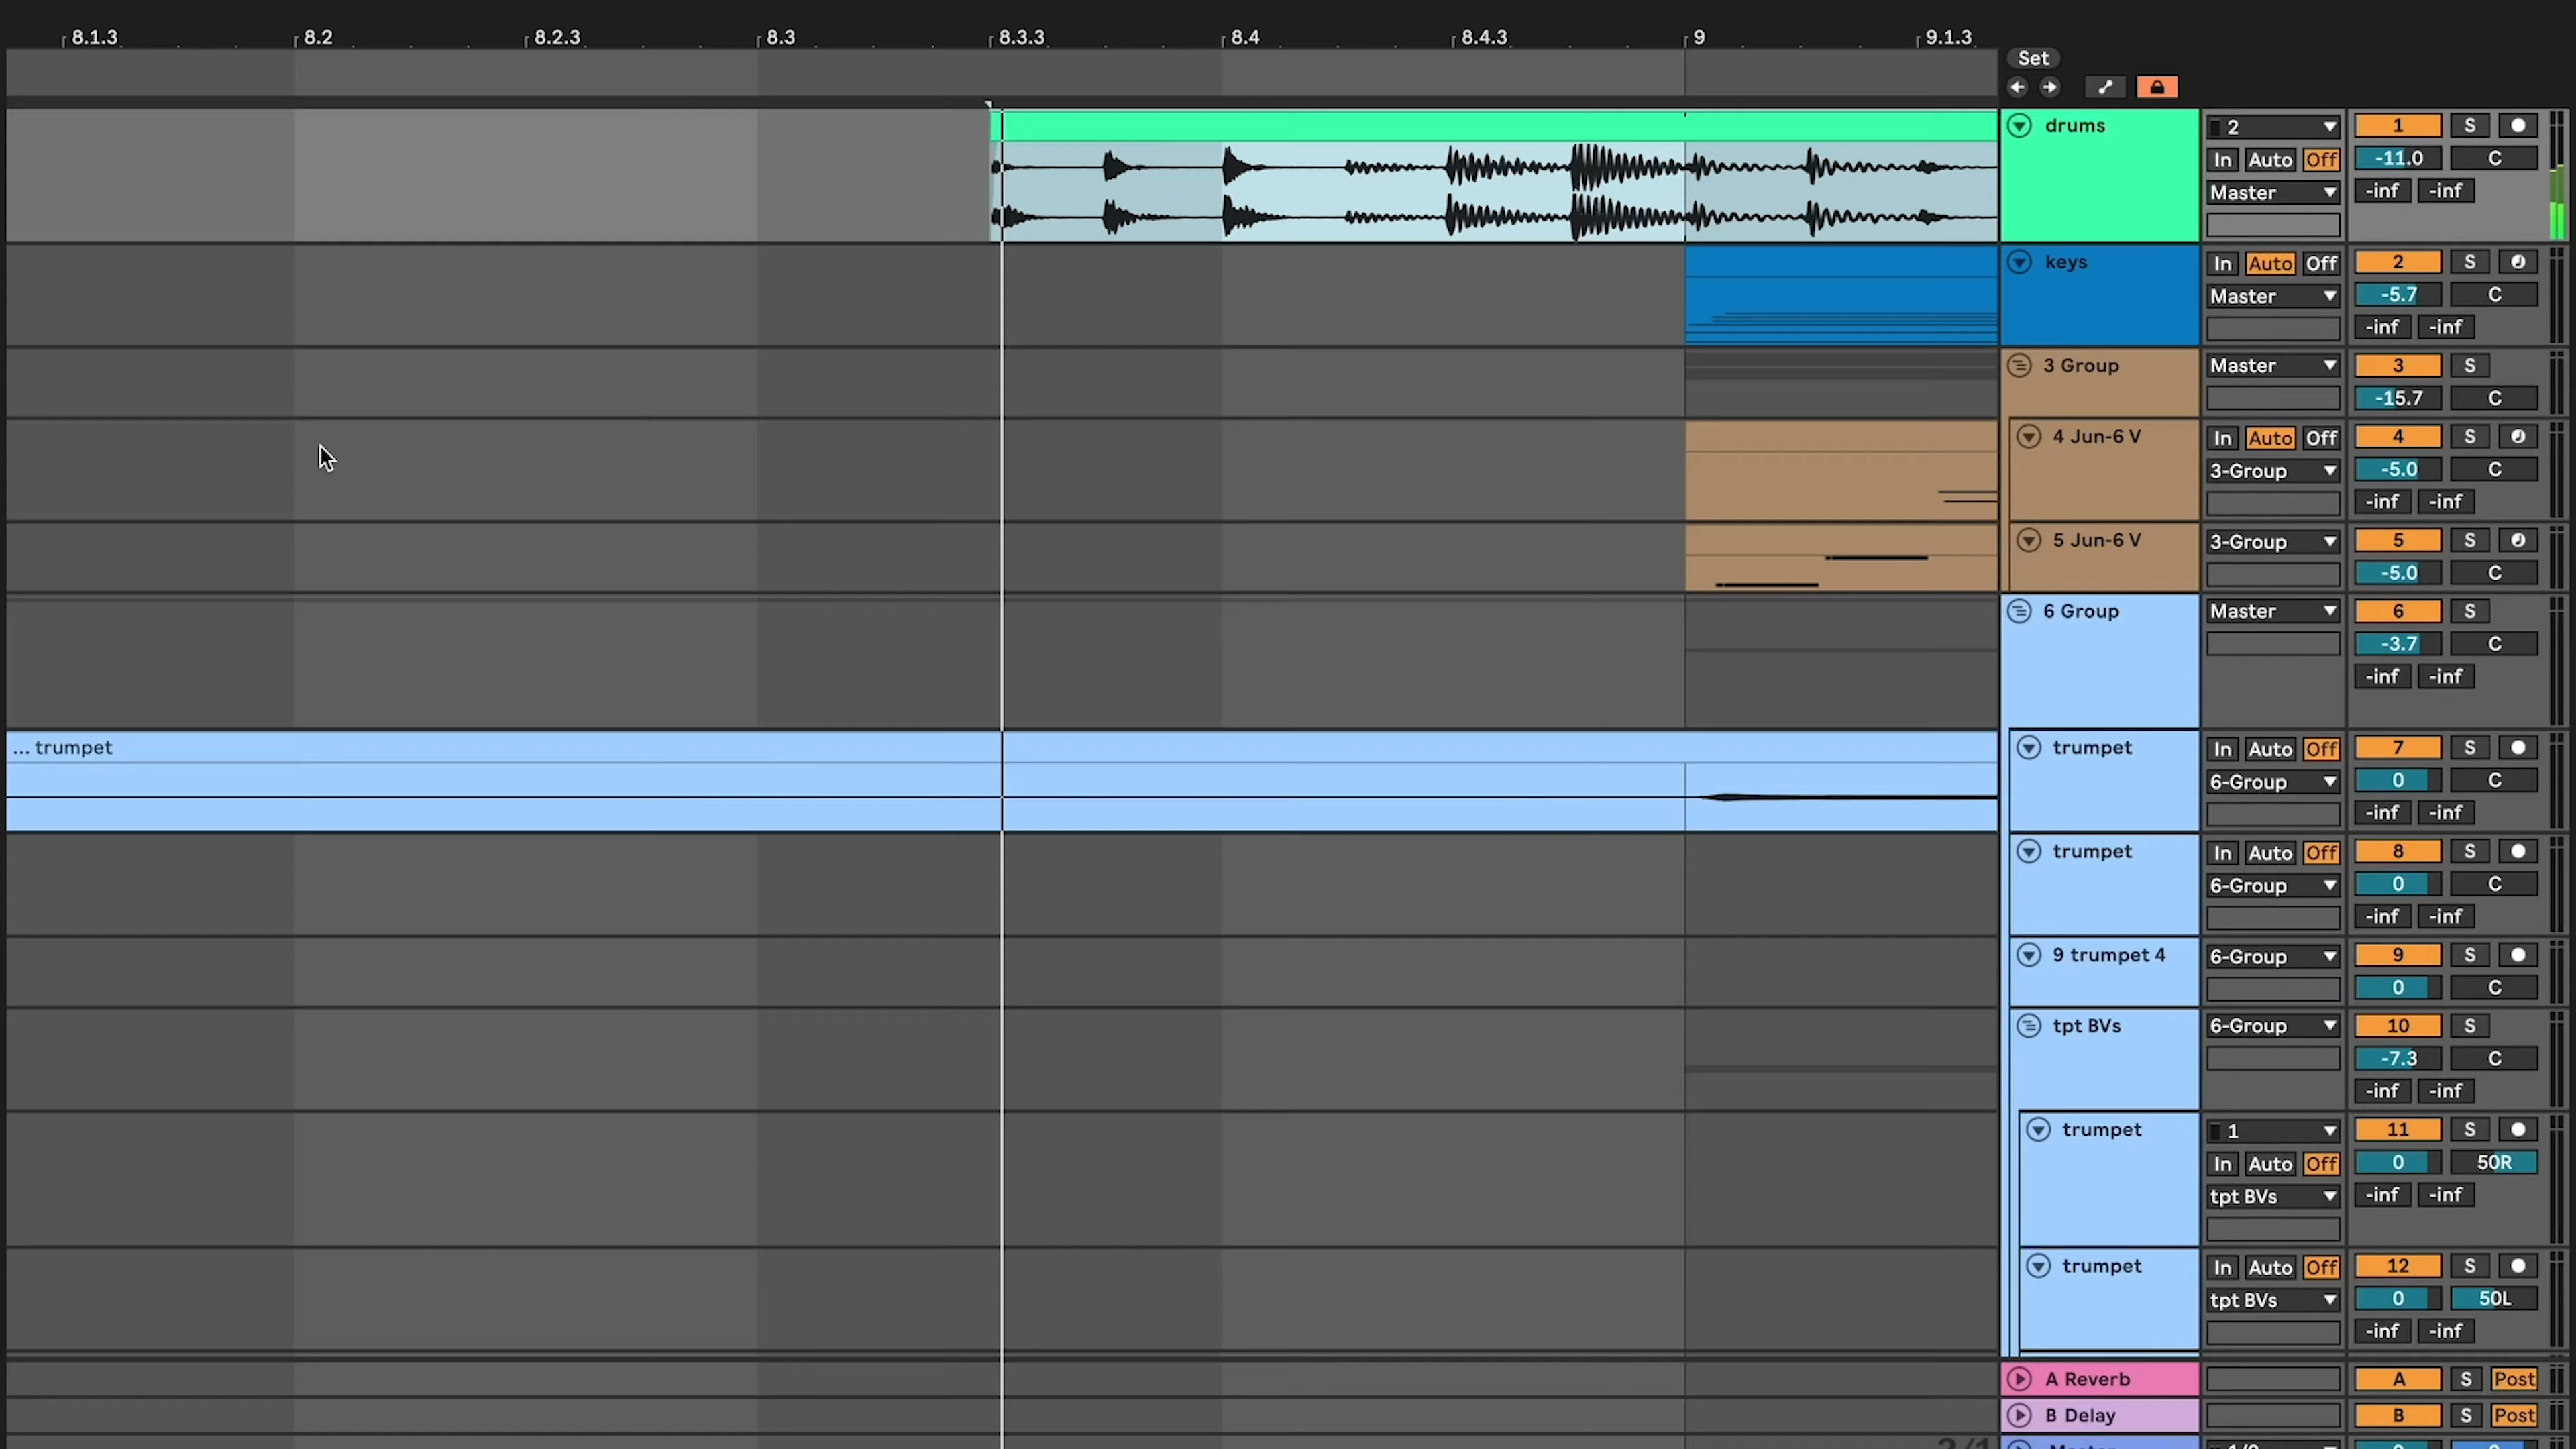 8.1.3
8.2
8.2.3
8.3
8.3.3
8.4
8.4.3
9
9.1.3
Set
drums
2
1
S
In Auto Off
-11.0
C
Master
-inf -inf
keys
In Auto Off
2
S
Master
-5.7
C
-inf -inf
3 Group
Master
3
S
-15.7
C
4 Jun-6 V
In Auto Off
4
S
3-Group
-5.0
C
-inf -inf
5 Jun-6 V
3-Group
5
S
-5.0
C
6 Group
Master
6
S
-3.7
C
-inf -inf
... trumpet
trumpet
In Auto Off
7
S
6-Group
0
C
-inf -inf
trumpet
In Auto Off
8
S
6-Group
0
C
-inf -inf
9 trumpet 4
6-Group
9
S
0
C
tpt BVs
6-Group
10
S
-7.3
C
-inf -inf
trumpet
1
11
S
In Auto Off
0
50R
tpt BVs
-inf -inf
trumpet
In Auto Off
12
S
tpt BVs
0
50L
-inf -inf
A Reverb
A
S
Post
B Delay
B
S
Post